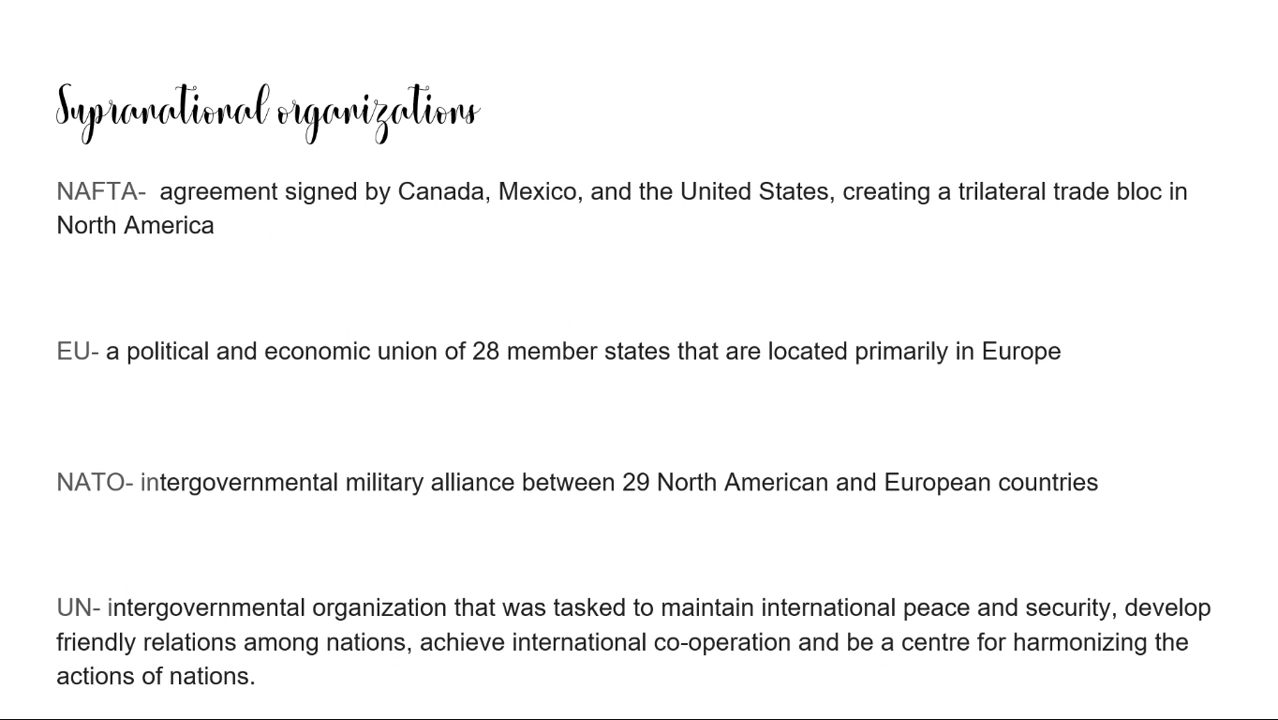 Supranational organizations
NAFTA-  agreement signed by Canada, Mexico, and the United States, creating a trilateral trade bloc in
North America
EU- a political and economic union of 28 member states that are located primarily in Europe
NATO- intergovernmental military alliance between 29 North American and European countries
UN- intergovernmental organization that was tasked to maintain international peace and security, develop
friendly relations among nations, achieve international co-operation and be a centre for harmonizing the
actions of nations.